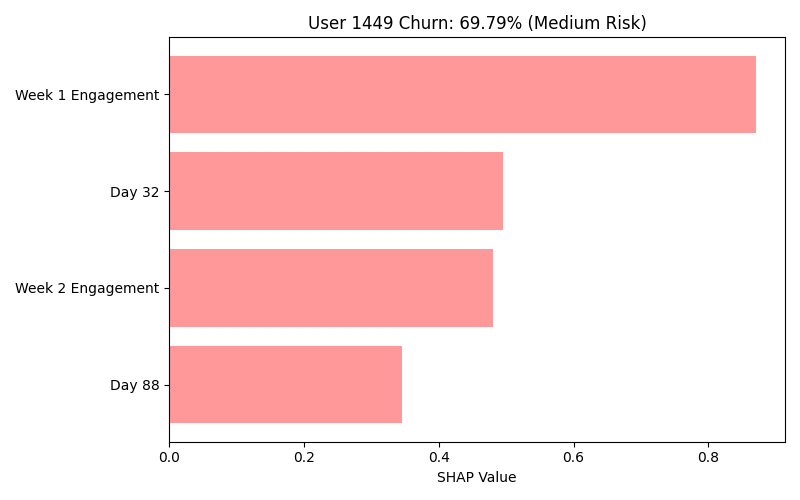 User 1449 Churn: 69.79% (Medium Risk)
Week 1 Engagement
Day 32
Week 2 Engagement
Day 88
0.0 0.2 0.4 0.6 0.8
SHAP Value